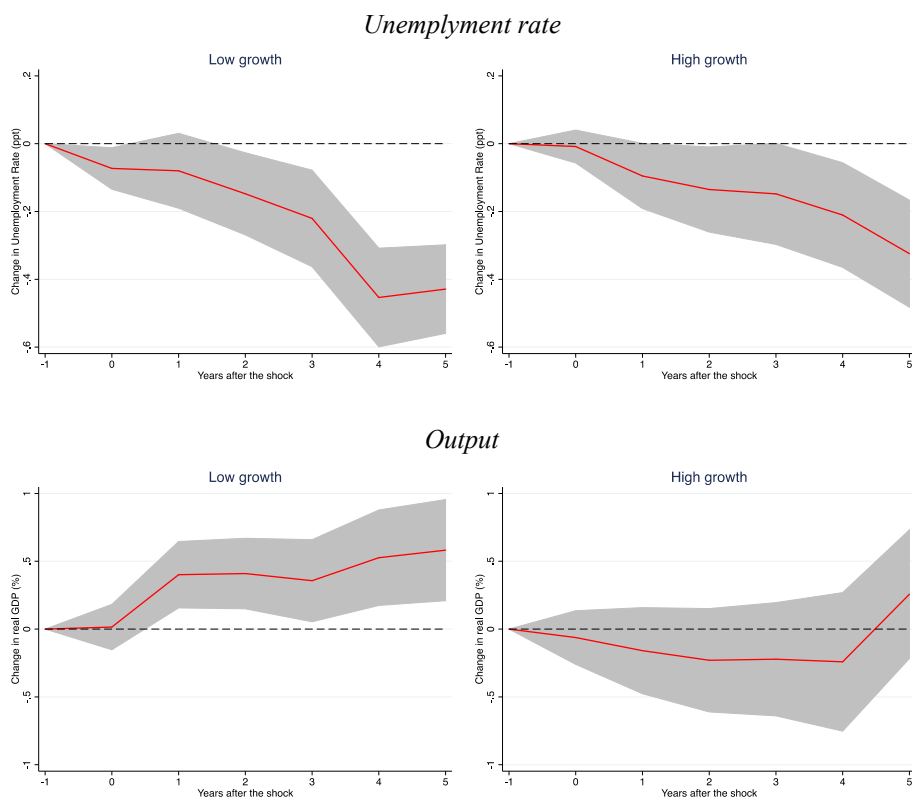 Unemplyment rate
Low growth
Change in Unemployment Rate (ppt)
.2
0
-.2
-.4
-.6
-1 0 1 2 3 4 5
Years after the shock
High growth
Change in Unemployment Rate (ppt)
.2
0
-.2
-.4
-.6
-1 0 1 2 3 4 5
Years after the shock
Output
Low growth
Change in real GDP (%)
1
.5
0
-.5
-1
-1 0 1 2 3 4 5
Years after the shock
High growth
Change in real GDP (%)
1
.5
0
-.5
-1
-1 0 1 2 3 4 5
Years after the shock